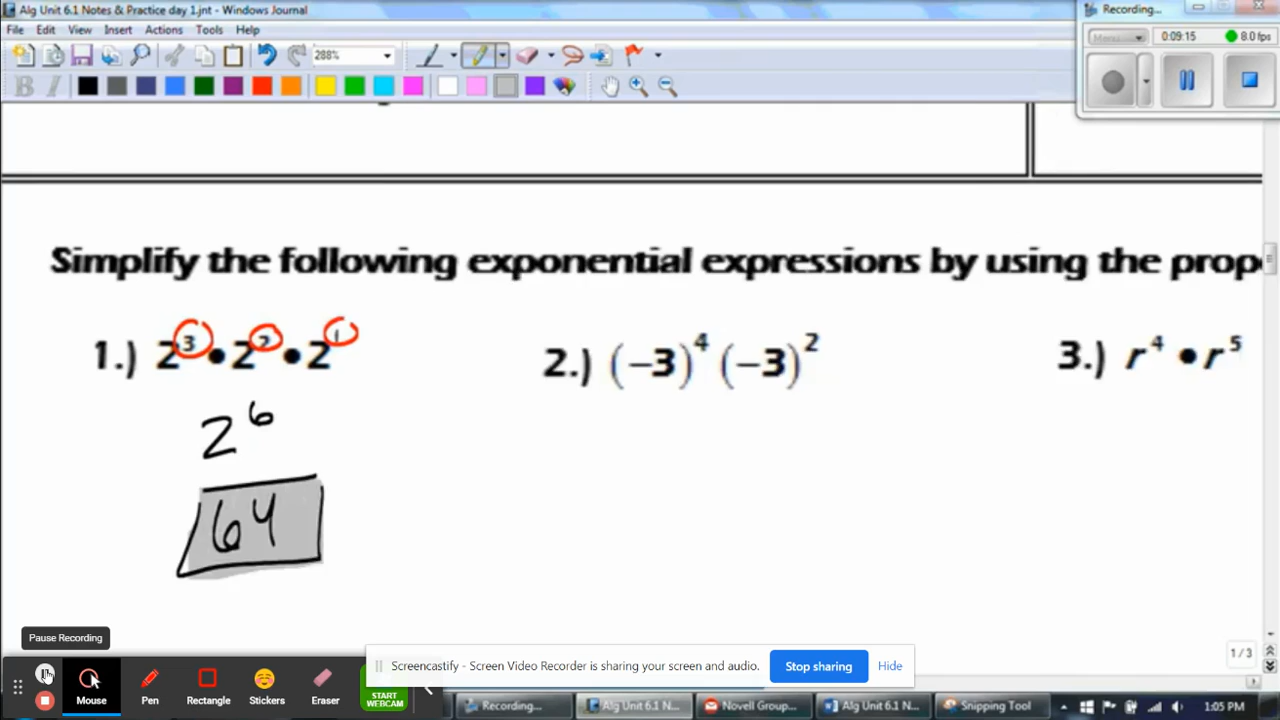 Alg Unit 6.1 Notes & Practice day 1.jnt - Windows Journal
Recording...
File Edit View Insert Actions Tools Help
Menu
0:09:15
8.0 fps
288%
B I
Simplify the following exponential expressions by using the prope
1.) 2³ • 2² • 2¹
2.) (−3)⁴ (−3)²
3.) r⁴ • r⁵
2⁶
64
Pause Recording
1 / 3
Screencastify - Screen Video Recorder is sharing your screen and audio.
Stop sharing
Hide
Mouse
Pen
Rectangle
Stickers
Eraser
START WEBCAM
Recording...
Alg Unit 6.1 N...
Novell Group...
Alg Unit 6.1 N...
Snipping Tool
1:05 PM